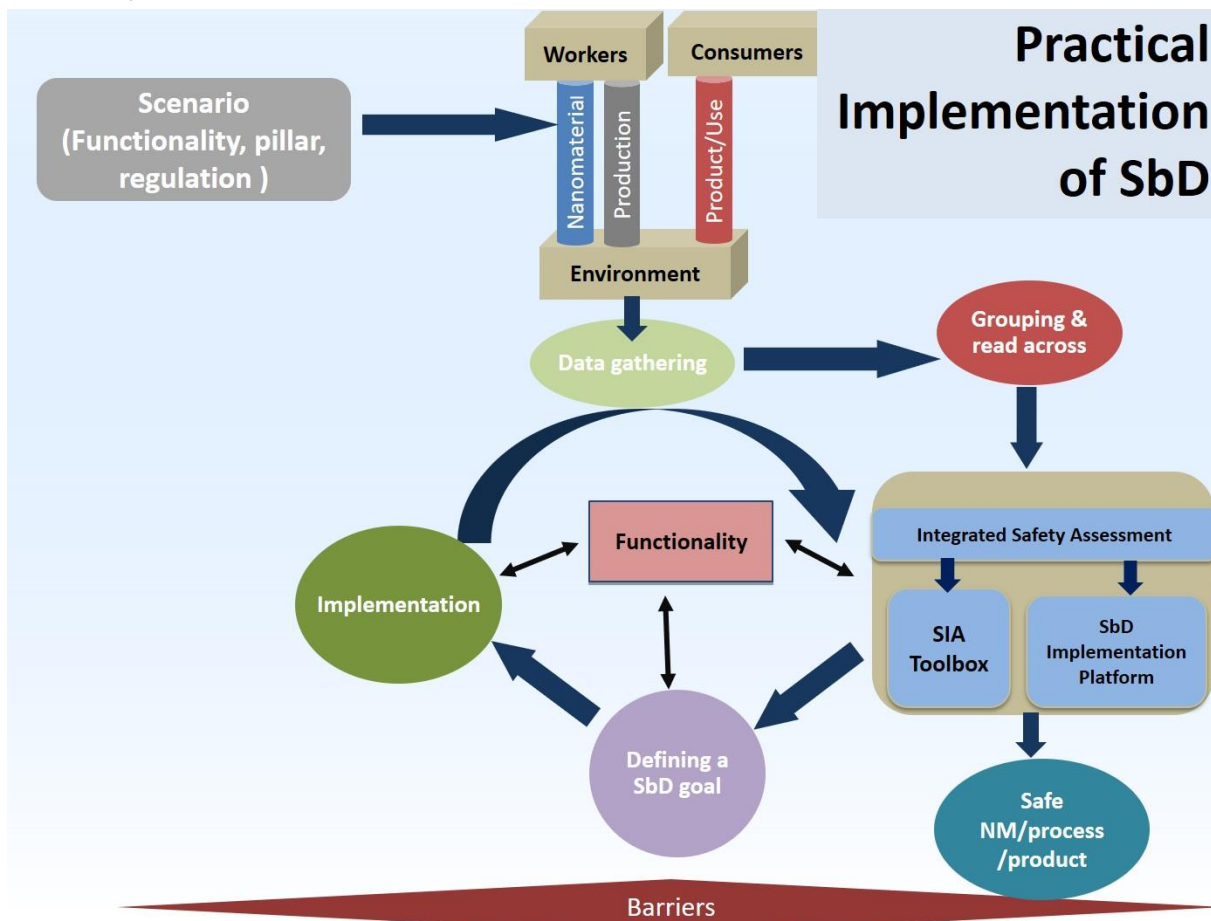 Practical
Implementation
of SbD
Workers
Consumers
Scenario
(Functionality, pillar,
regulation )
Nanomaterial
Production
Product/Use
Environment
Data gathering
Grouping &
read across
Functionality
Integrated Safety Assessment
Implementation
SIA
Toolbox
SbD
Implementation
Platform
Defining a
SbD goal
Safe
NM/process
/product
Barriers